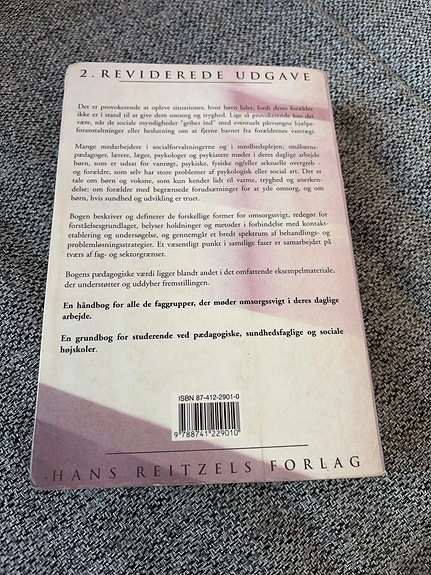 2. REVIDEREDE UDGAVE
Det er provokerende at opleve situationer, hvor børn lider, fordi deres forældre
ikke er i stand til at give dem omsorg og tryghed. Lige så provokerende kan det
være, når de sociale myndigheder "griber ind" med eventuelt påtvungne hjælpe-
foranstaltninger eller beslutning om at fjerne barnet fra forældrenes varetægt.
Mange medarbejdere i socialforvaltningerne og i sundhedsplejen, småbørns-
pædagoger, lærere, læger, psykologer og psykiatere møder i deres daglige arbejde
børn, som er udsat for vanrøgt, psykiske, fysiske og/eller seksuelle overgreb -
og forældre, som selv har store problemer af psykologisk eller social art. Der er
tale om børn og voksne, som kun kender lidt til varme, tryghed og anerken-
delse: om forældre med begrænsede forudsætninger for at yde omsorg, og om
børn, hvis sundhed og udvikling er truet.
Bogen beskriver og definerer de forskellige former for omsorgssvigt, redegør for
forståelsesgrundlaget, belyser holdninger og metoder i forbindelse med kontakt-
etablering og undersøgelse, og gennemgår et bredt spektrum af behandlings- og
problemløsningsstrategier. Et væsentligt punkt i samtlige faser er samarbejdet på
tværs af fag- og sektorgrænser.
Bogens pædagogiske værdi ligger blandt andet i det omfattende eksempelmateriale,
der understøtter og uddyber fremstillingen.
En håndbog for alle de faggrupper, der møder omsorgssvigt i deres daglige
arbejde.
En grundbog for studerende ved pædagogiske, sundhedsfaglige og sociale
højskoler.
ISBN 87-412-2901-0
9 788741 229010
HANS REITZELS FORLAG